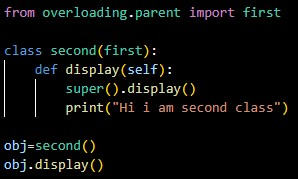 from overloading.parent import first
class second(first):
    def display(self):
        super().display()
        print("Hi i am second class")
obj=second()
obj.display()